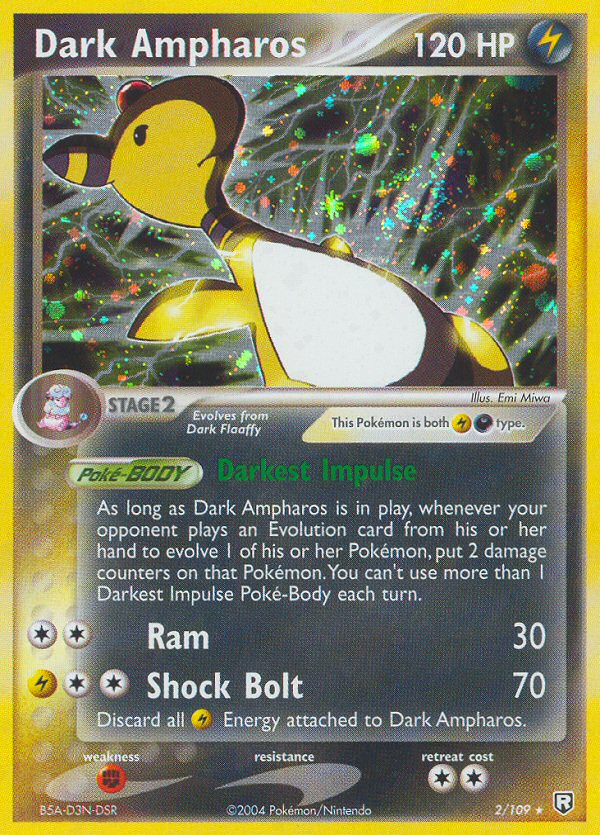 Dark Ampharos 120 HP
Illus. Emi Miwa
STAGE 2
Evolves from
Dark Flaaffy
This Pokémon is both type.
Poké-BODY Darkest Impulse
As long as Dark Ampharos is in play, whenever your
opponent plays an Evolution card from his or her
hand to evolve 1 of his or her Pokémon, put 2 damage
counters on that Pokémon. You can't use more than 1
Darkest Impulse Poké-Body each turn.
Ram 30
Shock Bolt 70
Discard all Energy attached to Dark Ampharos.
weakness resistance retreat cost
B5A-D3N-DSR ©2004 Pokémon/Nintendo 2/109 ★ R